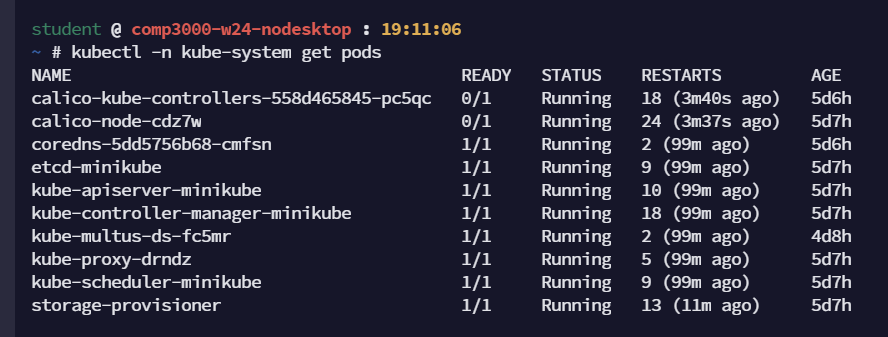 student @ comp3000-w24-nodesktop : 19:11:06
~ # kubectl -n kube-system get pods
NAME READY STATUS RESTARTS AGE
calico-kube-controllers-558d465845-pc5qc 0/1 Running 18 (3m40s ago) 5d6h
calico-node-cdz7w 0/1 Running 24 (3m37s ago) 5d7h
coredns-5dd5756b68-cmfsn 1/1 Running 2 (99m ago) 5d6h
etcd-minikube 1/1 Running 9 (99m ago) 5d7h
kube-apiserver-minikube 1/1 Running 10 (99m ago) 5d7h
kube-controller-manager-minikube 1/1 Running 18 (99m ago) 5d7h
kube-multus-ds-fc5mr 1/1 Running 2 (99m ago) 4d8h
kube-proxy-drndz 1/1 Running 5 (99m ago) 5d7h
kube-scheduler-minikube 1/1 Running 9 (99m ago) 5d7h
storage-provisioner 1/1 Running 13 (11m ago) 5d7h